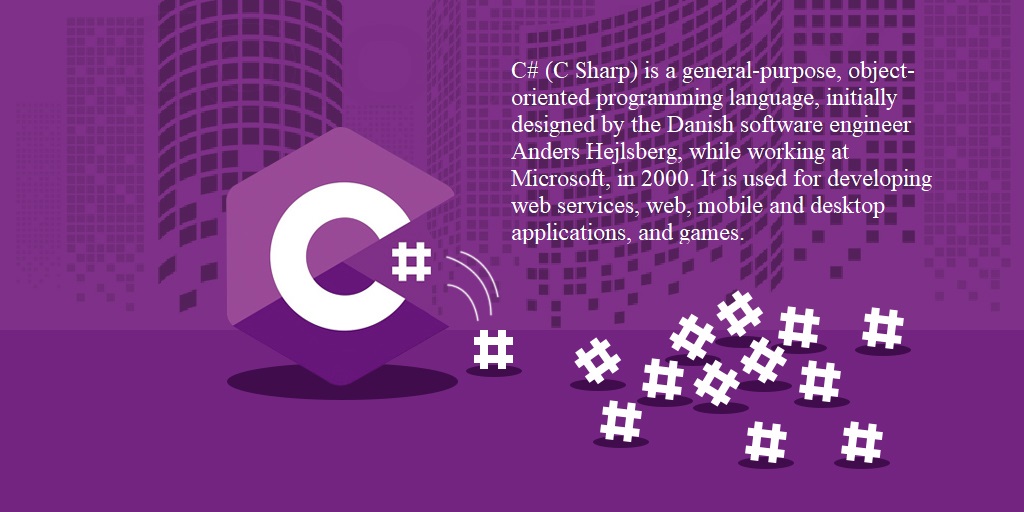 C# (C Sharp) is a general-purpose, object-
oriented programming language, initially
designed by the Danish software engineer
Anders Hejlsberg, while working at
Microsoft, in 2000. It is used for developing
web services, web, mobile and desktop
applications, and games.
C #
#
# # # # #
# # # # #
# # #